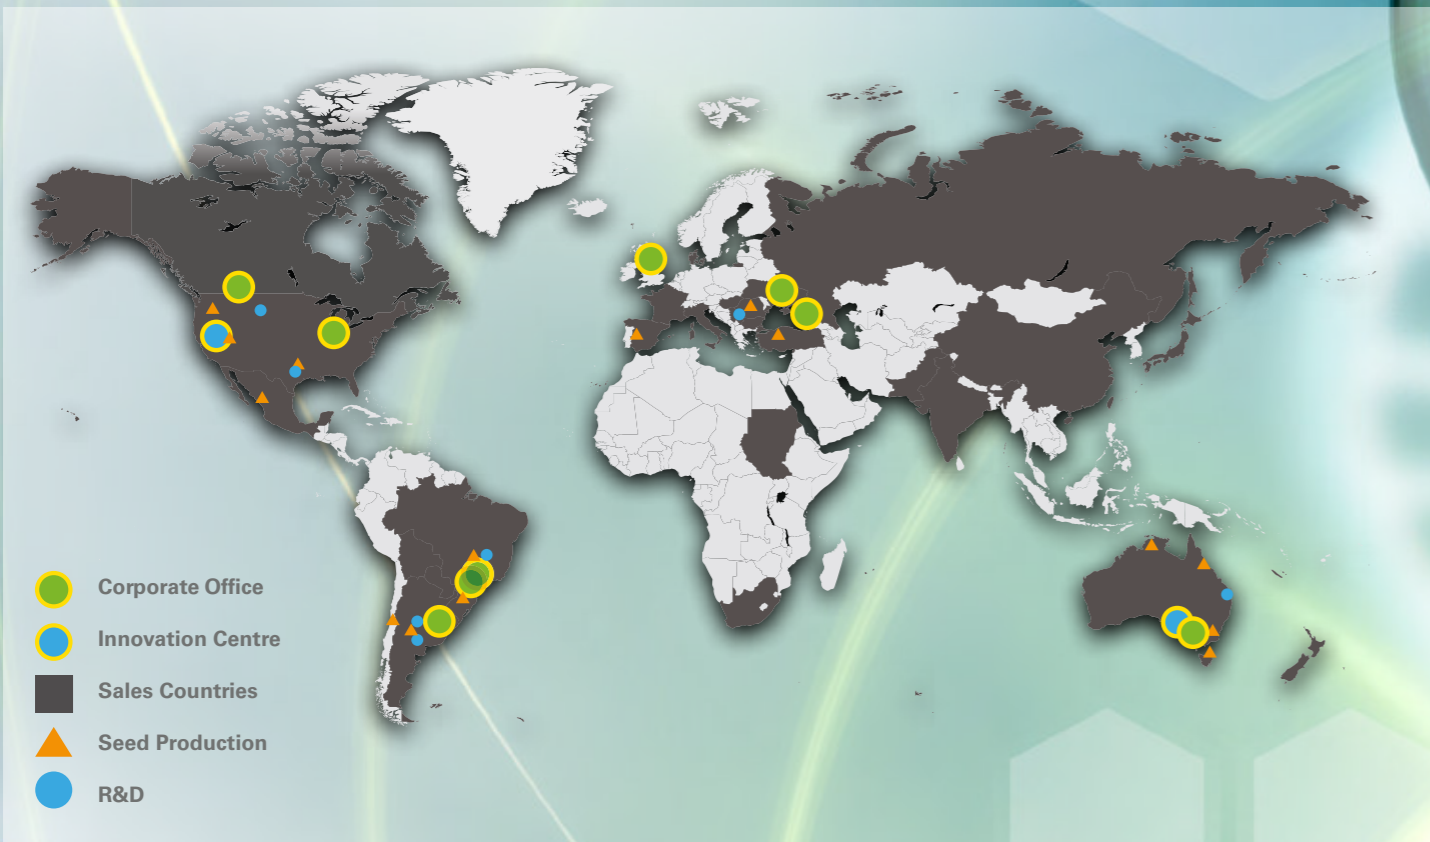 Corporate Office
Innovation Centre
Sales Countries
Seed Production
R&D